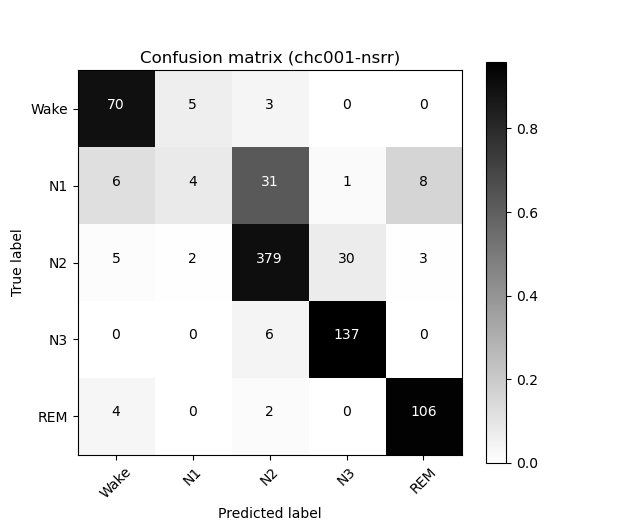 Confusion matrix (chc001-nsrr)
True label
Wake 70 5 3 0 0
N1 6 4 31 1 8
N2 5 2 379 30 3
N3 0 0 6 137 0
REM 4 0 2 0 106
Wake N1 N2 N3 REM
Predicted label
0.8
0.6
0.4
0.2
0.0